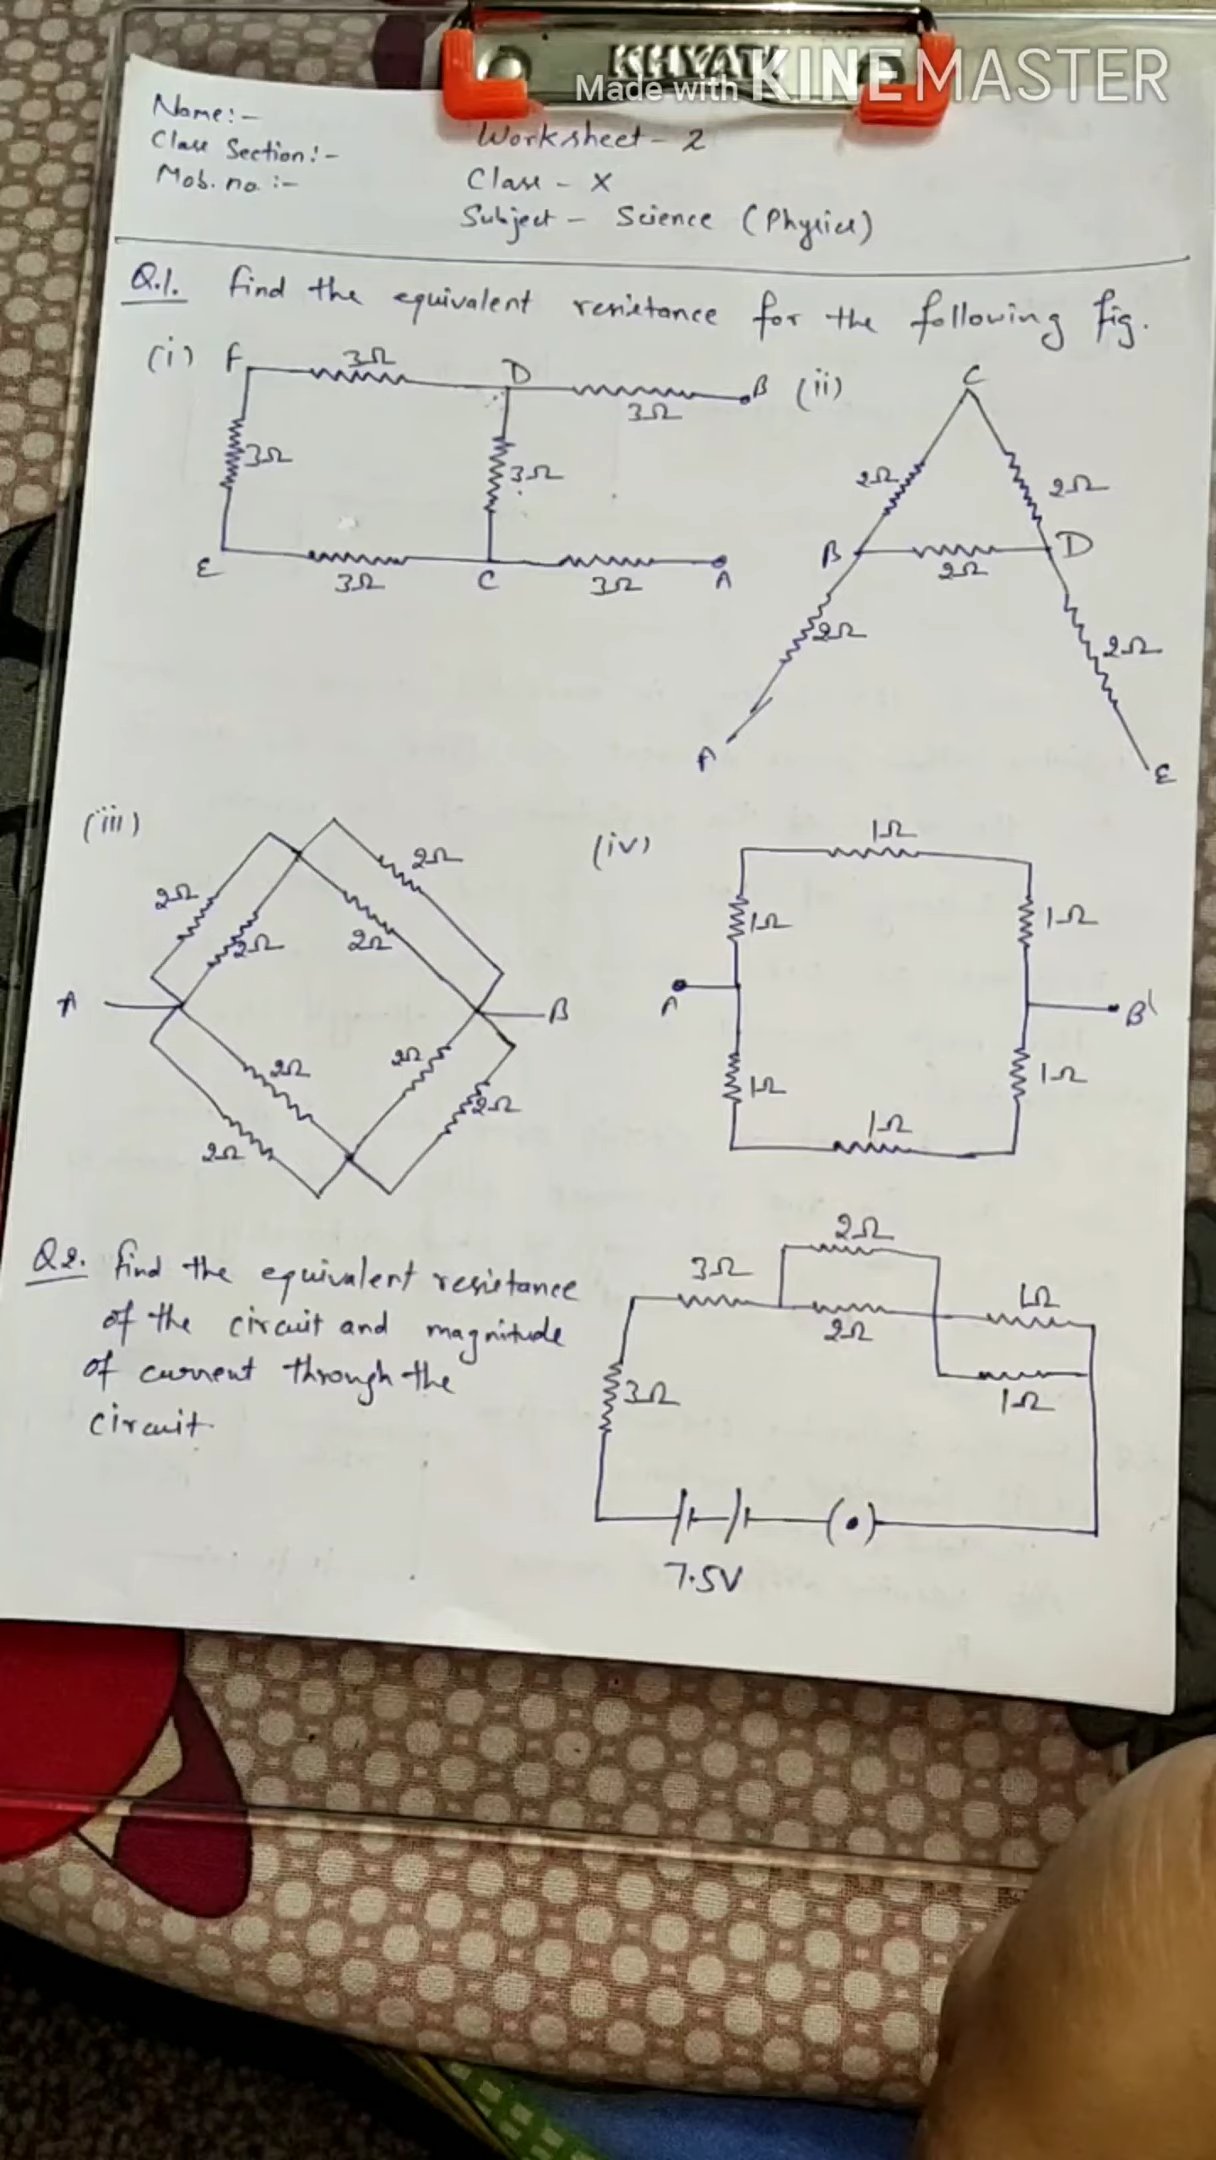 KHYATI
Made with KINEMASTER
Name:-
Class Section:-
Mob. no. :-
Worksheet - 2
Class - X
Subject - Science (Physics)
Q.1. find the equivalent resistance for the following fig.
(i) F 3Ω D 3Ω B
3Ω 3Ω
E 3Ω C 3Ω A
(ii) C
2Ω 2Ω
B 2Ω D
2Ω 2Ω
A E
(iii)
2Ω 2Ω
2Ω 2Ω
A B
2Ω 2Ω
2Ω 2Ω
(iv) 1Ω
1Ω 1Ω
A B
1Ω 1Ω
1Ω
Q2. find the equivalent resistance
of the circuit and magnitude
of current through the
circuit
2Ω
3Ω 1Ω
2Ω
3Ω 1Ω
7.5V